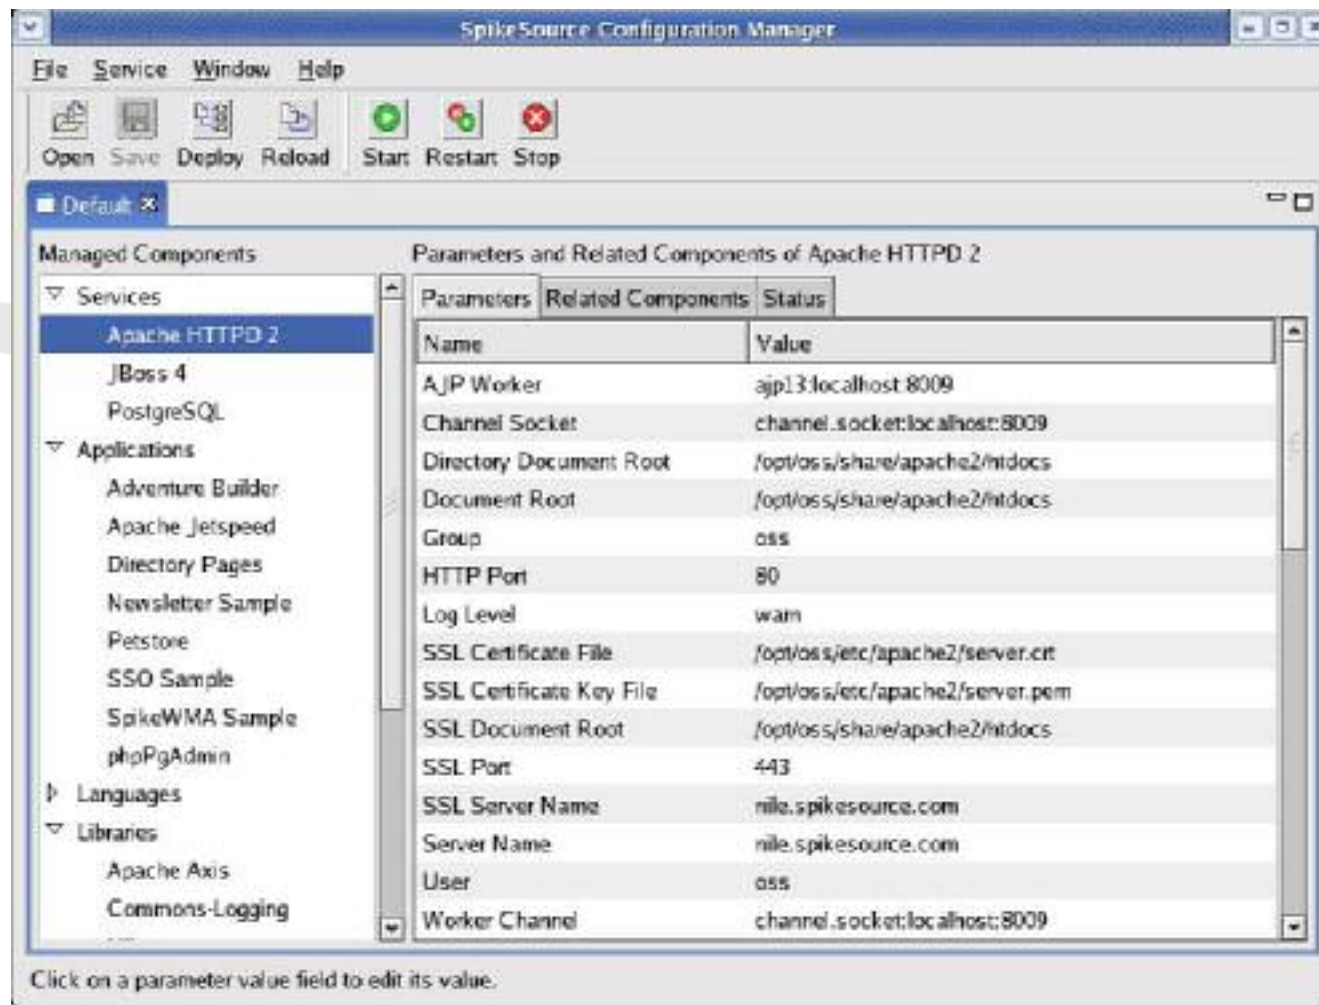 SpikeSource Configuration Manager
File Service Window Help
Open Save Deploy Reload Start Restart Stop
Default
Managed Components
Services
Apache HTTPD 2
JBoss 4
PostgreSQL
Applications
Adventure Builder
Apache Jetspeed
Directory Pages
Newsletter Sample
Petstore
SSO Sample
SpikeWMA Sample
phpPgAdmin
Languages
Libraries
Apache Axis
Commons-Logging
Parameters and Related Components of Apache HTTPD 2
Parameters Related Components Status
Name Value
AJP Worker ajp13:localhost:8009
Channel Socket channel.socket:localhost:8009
Directory Document Root /opt/oss/share/apache2/htdocs
Document Root /opt/oss/share/apache2/htdocs
Group oss
HTTP Port 80
Log Level warn
SSL Certificate File /opt/oss/etc/apache2/server.crt
SSL Certificate Key File /opt/oss/etc/apache2/server.pem
SSL Document Root /opt/oss/share/apache2/htdocs
SSL Port 443
SSL Server Name nile.spikesource.com
Server Name nile.spikesource.com
User oss
Worker Channel channel.socket:localhost:8009
Click on a parameter value field to edit its value.